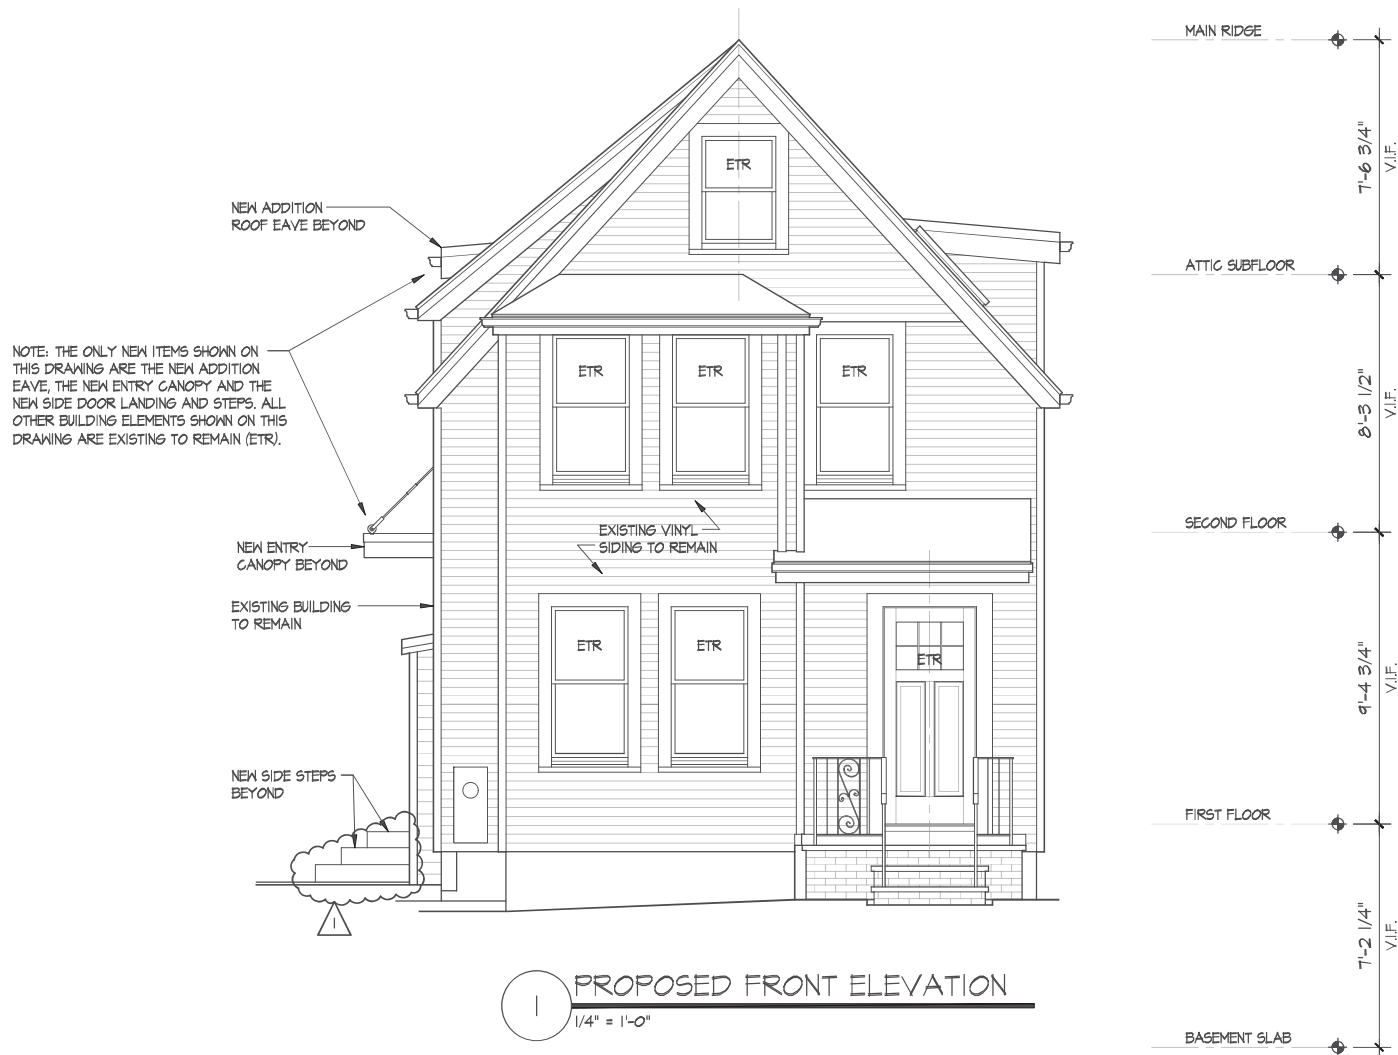 MAIN RIDGE
7'-6 3/4"
V.I.F.
ETR
NEW ADDITION
ROOF EAVE BEYOND
ATTIC SUBFLOOR
NOTE: THE ONLY NEW ITEMS SHOWN ON
THIS DRAWING ARE THE NEW ADDITION
EAVE, THE NEW ENTRY CANOPY AND THE
NEW SIDE DOOR LANDING AND STEPS. ALL
OTHER BUILDING ELEMENTS SHOWN ON THIS
DRAWING ARE EXISTING TO REMAIN (ETR).
ETR
ETR
ETR
8'-3 1/2"
V.I.F.
EXISTING VINYL
SIDING TO REMAIN
SECOND FLOOR
NEW ENTRY
CANOPY BEYOND
EXISTING BUILDING
TO REMAIN
ETR
ETR
ETR
9'-4 3/4"
V.I.F.
NEW SIDE STEPS
BEYOND
FIRST FLOOR
1
7'-2 1/4"
V.I.F.
1
PROPOSED FRONT ELEVATION
1/4" = 1'-0"
BASEMENT SLAB